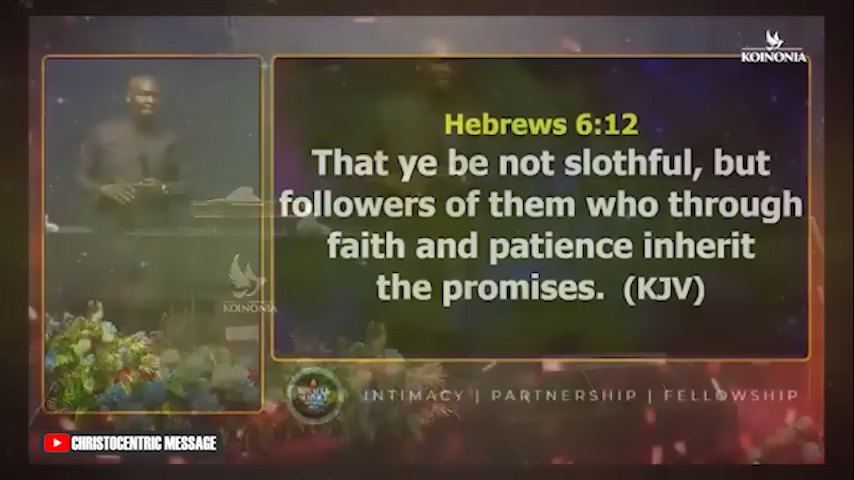 KOINONIA
Hebrews 6:12
That ye be not slothful, but
followers of them who through
faith and patience inherit
the promises. (KJV)
KOINONIA
INTIMACY | PARTNERSHIP | FELLOWSHIP
CHRISTOCENTRIC MESSAGE